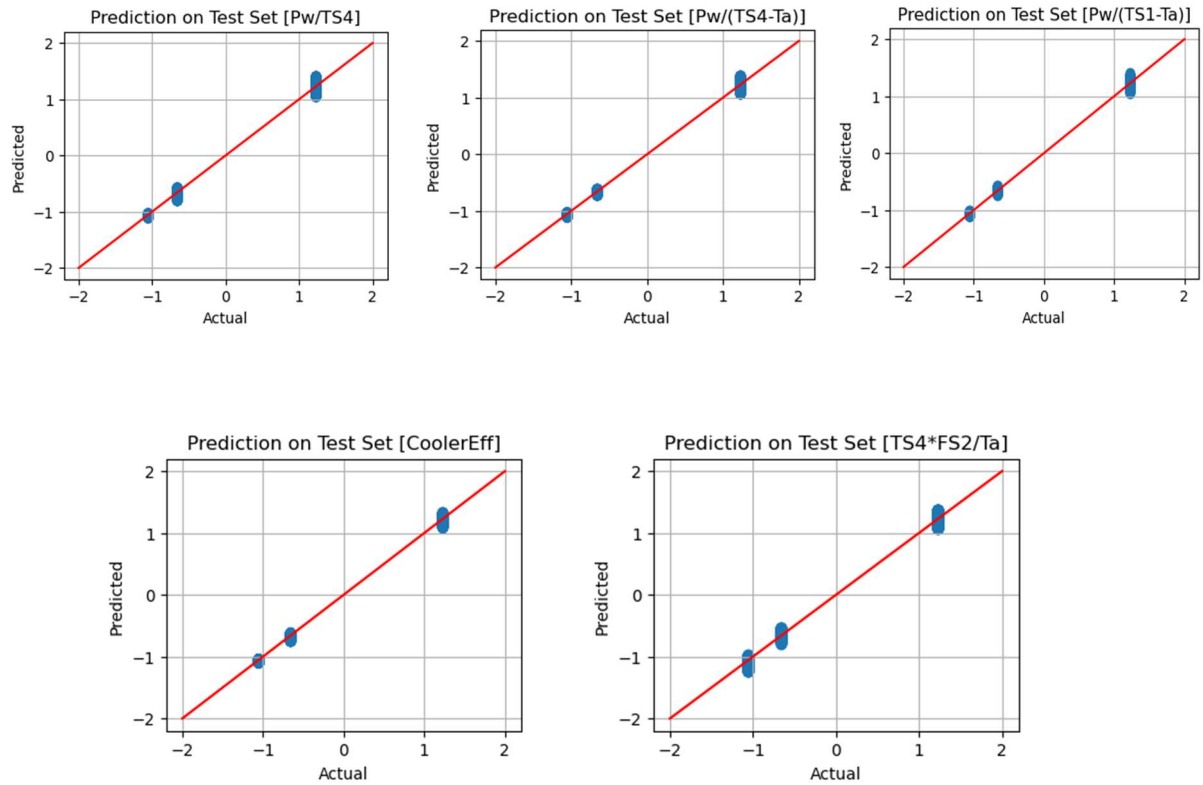 Prediction on Test Set [Pw/TS4]
2
1
0
−1
−2
Predicted
−2 −1 0 1 2
Actual
Prediction on Test Set [Pw/(TS4-Ta)]
2
1
0
−1
−2
Predicted
−2 −1 0 1 2
Actual
Prediction on Test Set [Pw/(TS1-Ta)]
2
1
0
−1
−2
Predicted
−2 −1 0 1 2
Actual
Prediction on Test Set [CoolerEff]
2
1
0
−1
−2
Predicted
−2 −1 0 1 2
Actual
Prediction on Test Set [TS4*FS2/Ta]
2
1
0
−1
−2
Predicted
−2 −1 0 1 2
Actual